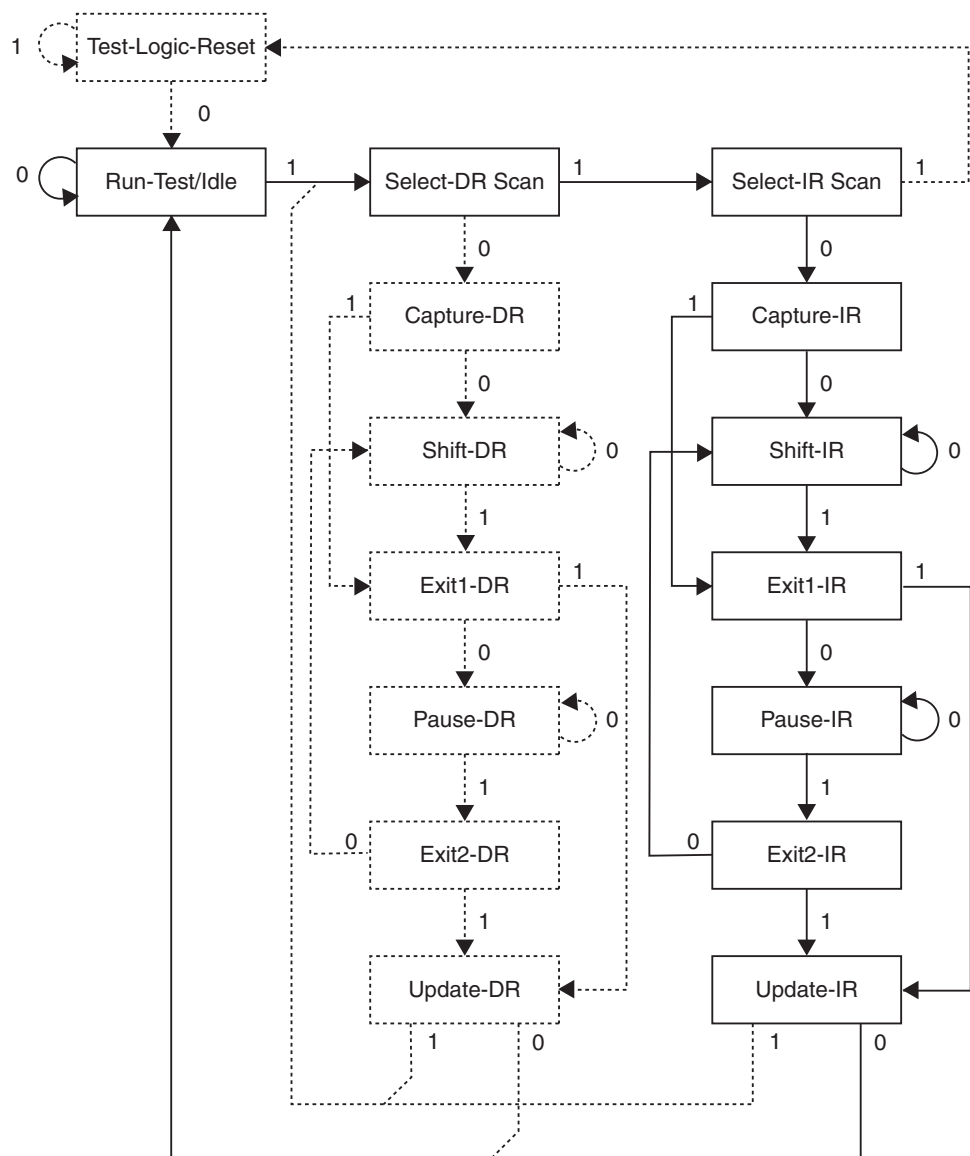 1
Test-Logic-Reset
0
0
Run-Test/Idle
1
Select-DR Scan
1
Select-IR Scan
1
0
0
1
Capture-DR
1
Capture-IR
0
0
Shift-DR
0
Shift-IR
0
1
1
Exit1-DR
1
Exit1-IR
1
0
0
Pause-DR
0
Pause-IR
0
1
1
0
Exit2-DR
0
Exit2-IR
1
1
Update-DR
Update-IR
1
0
1
0